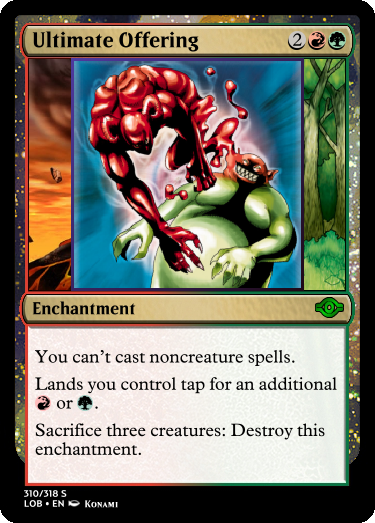 Ultimate Offering 2
Enchantment
You can't cast noncreature spells.
Lands you control tap for an additional
or .
Sacrifice three creatures: Destroy this
enchantment.
310/318 S
LOB • EN Konami